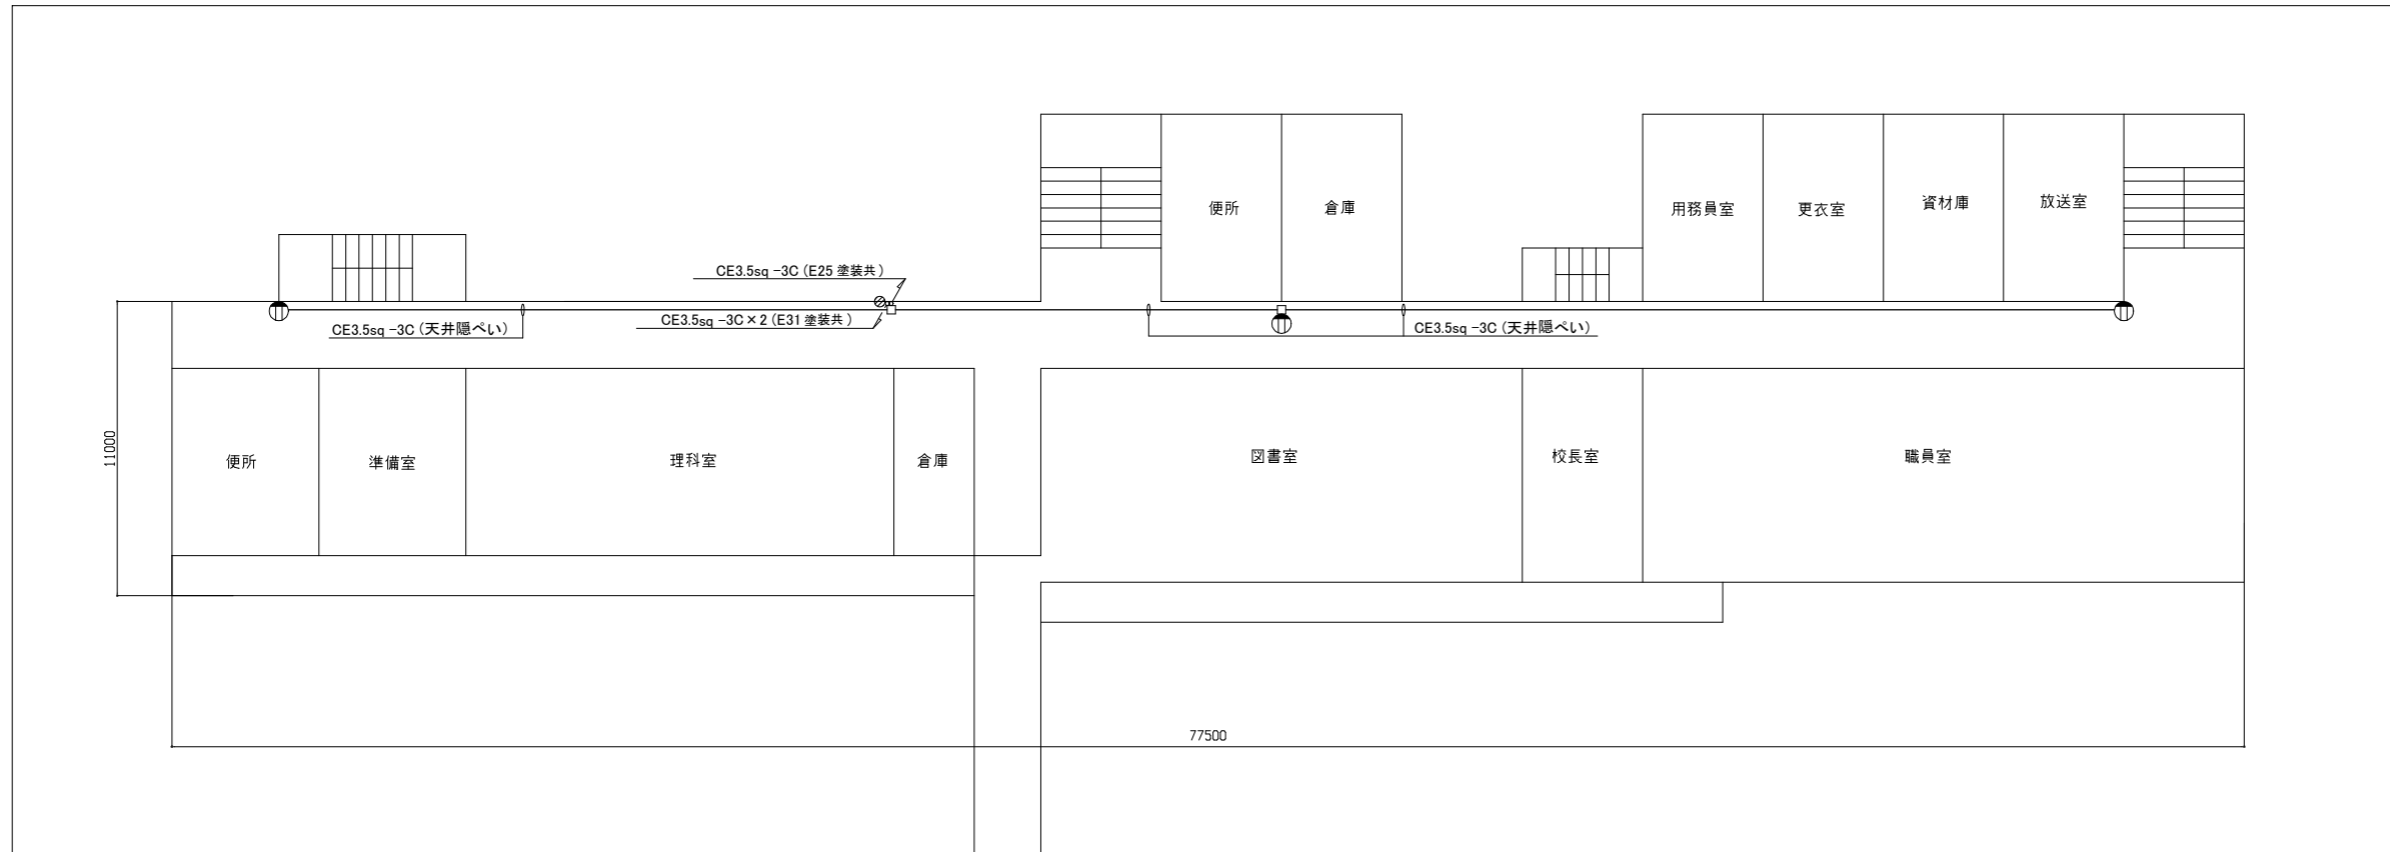 便所
倉庫
用務員室
更衣室
資材庫
放送室
CE3.5sq -3C (E25 塗装共)
CE3.5sq -3C (天井隠ぺい)
CE3.5sq -3C×2 (E31 塗装共)
CE3.5sq -3C (天井隠ぺい)
11000
便所
準備室
理科室
倉庫
図書室
校長室
職員室
77500